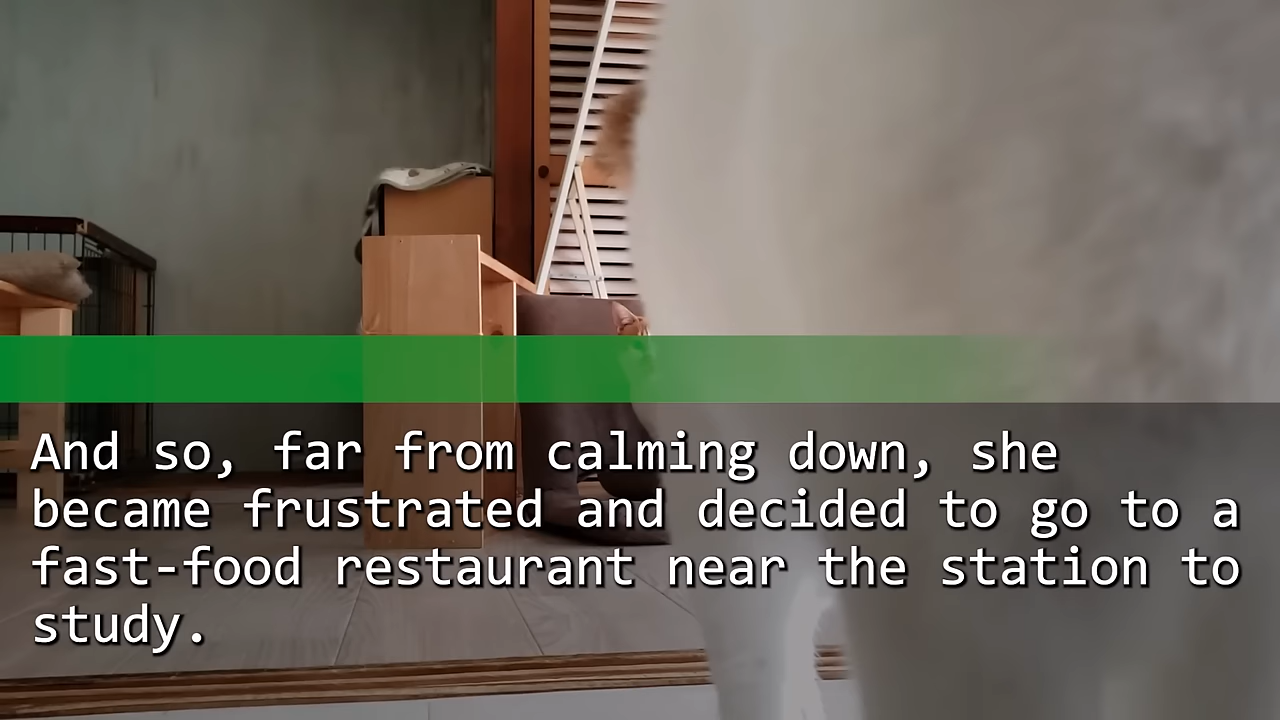 And so, far from calming down, she
became frustrated and decided to go to a
fast-food restaurant near the station to
study.